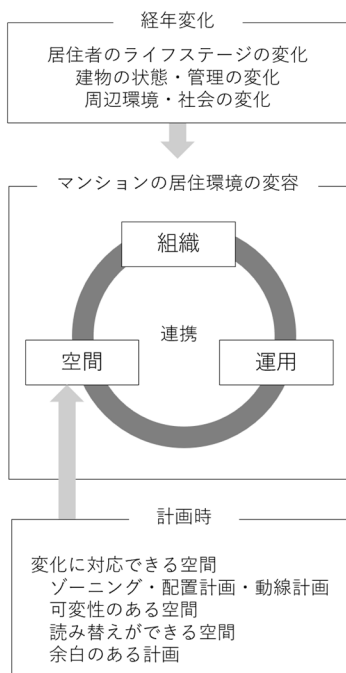 経年変化
居住者のライフステージの変化
建物の状態・管理の変化
周辺環境・社会の変化
マンションの居住環境の変容
組織
連携
空間
運用
計画時
変化に対応できる空間
ゾーニング・配置計画・動線計画
可変性のある空間
読み替えができる空間
余白のある計画